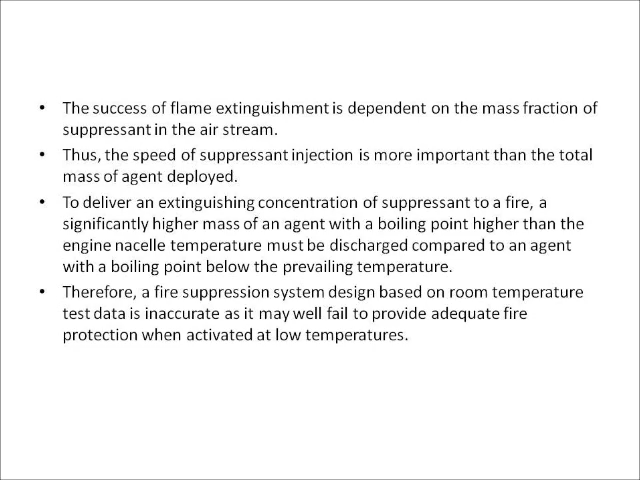 • The success of flame extinguishment is dependent on the mass fraction of
suppressant in the air stream.
• Thus, the speed of suppressant injection is more important than the total
mass of agent deployed.
• To deliver an extinguishing concentration of suppressant to a fire, a
significantly higher mass of an agent with a boiling point higher than the
engine nacelle temperature must be discharged compared to an agent
with a boiling point below the prevailing temperature.
• Therefore, a fire suppression system design based on room temperature
test data is inaccurate as it may well fail to provide adequate fire
protection when activated at low temperatures.